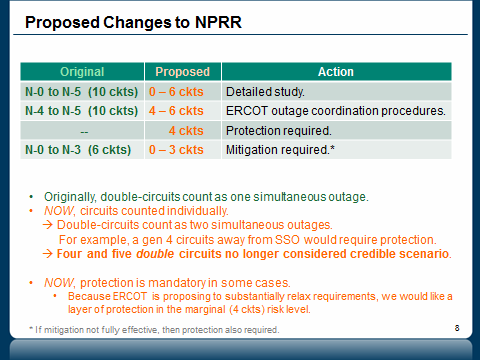 Proposed Changes to NPRR
Original Proposed Action
N-0 to N-5 (10 ckts) 0 – 6 ckts Detailed study.
N-4 to N-5 (10 ckts) 4 – 6 ckts ERCOT outage coordination procedures.
-- 4 ckts Protection required.
N-0 to N-3 (6 ckts) 0 – 3 ckts Mitigation required.*
• Originally, double-circuits count as one simultaneous outage.
• NOW, circuits counted individually.
→ Double-circuits count as two simultaneous outages.
For example, a gen 4 circuits away from SSO would require protection.
→ Four and five double circuits no longer considered credible scenario.
• NOW, protection is mandatory in some cases.
• Because ERCOT is proposing to substantially relax requirements, we would like a
layer of protection in the marginal (4 ckts) risk level.
* If mitigation not fully effective, then protection also required.
8